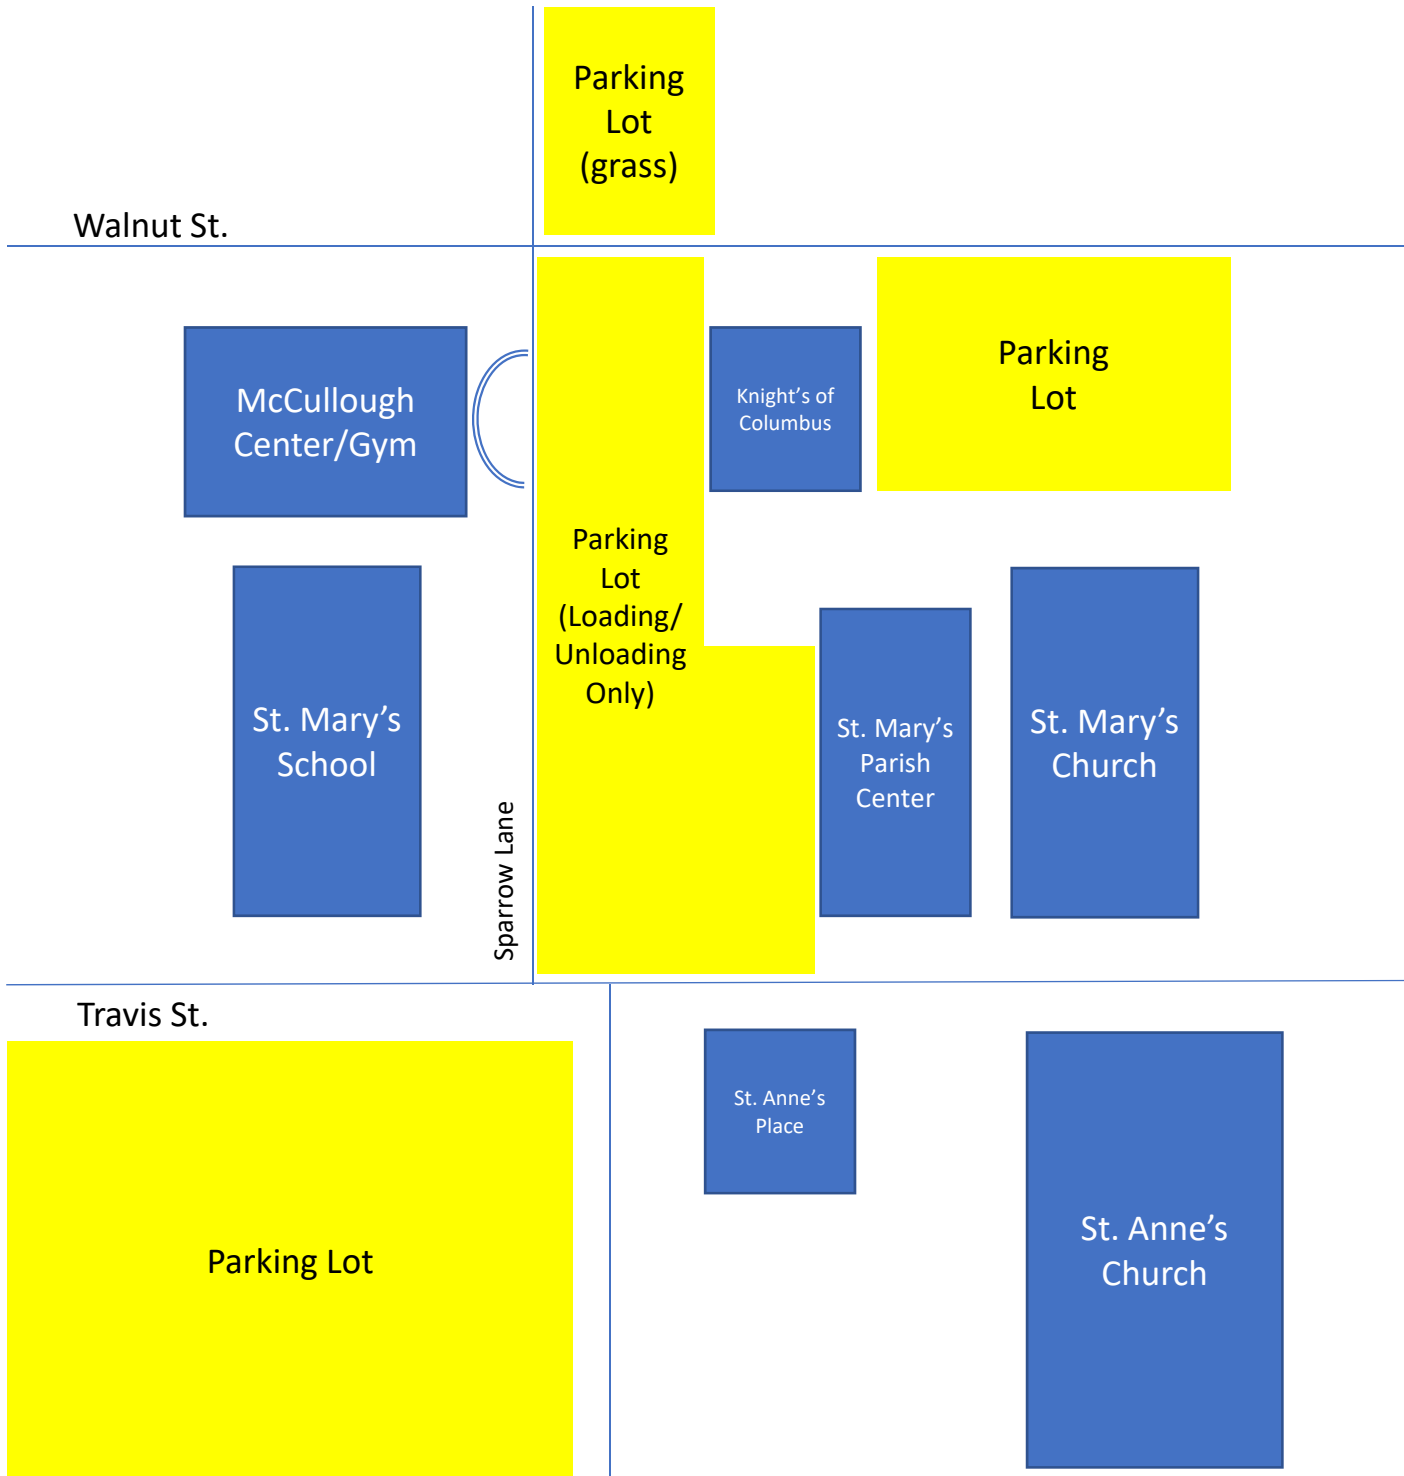 Parking
Lot
(grass)
Walnut St.
McCullough
Center/Gym
Knight’s of
Columbus
Parking
Lot
Parking
Lot
(Loading/
Unloading
Only)
St. Mary’s
School
St. Mary’s
Parish
Center
St. Mary’s
Church
Sparrow Lane
Travis St.
St. Anne’s
Place
Parking Lot
St. Anne’s
Church